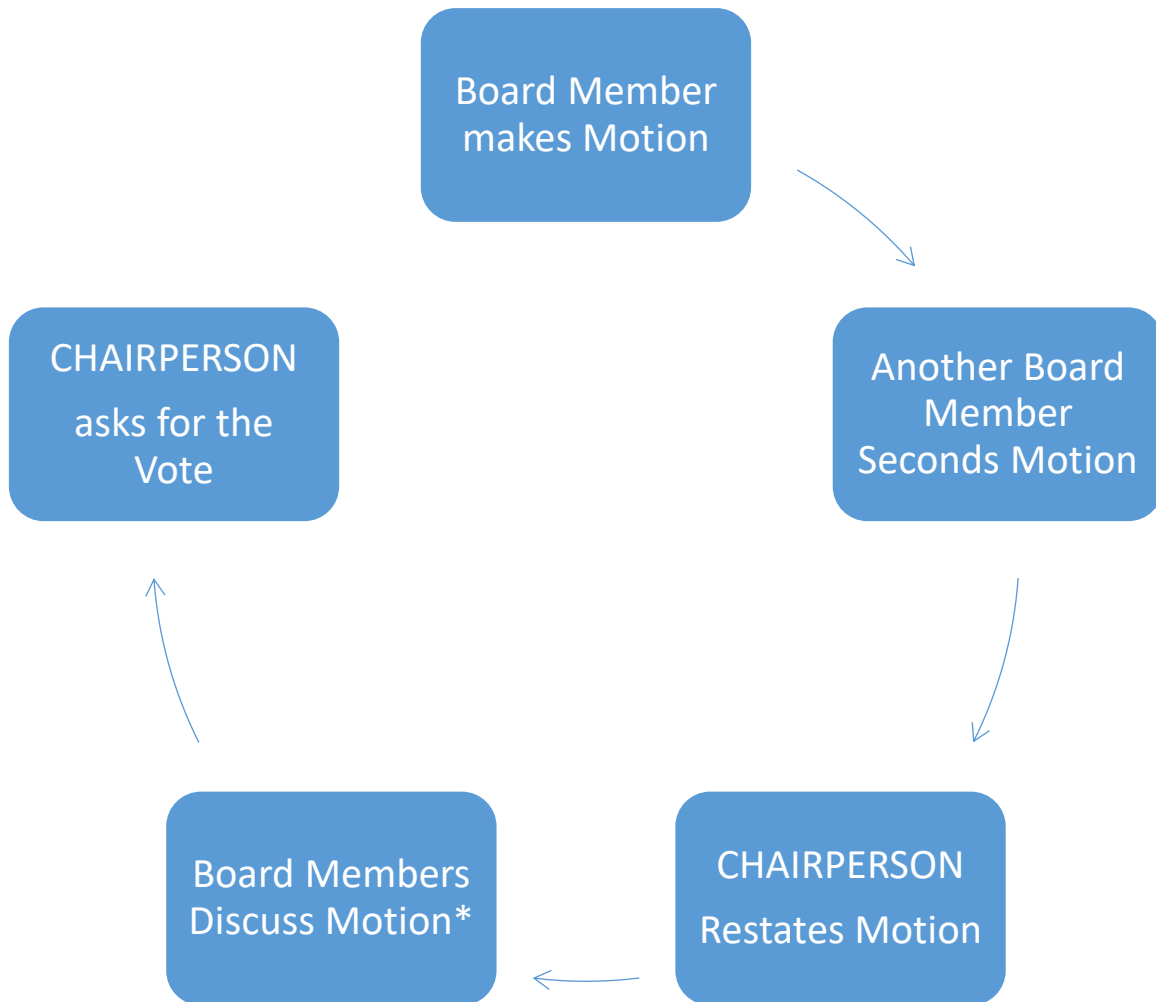 Board Member
makes Motion
Another Board
Member
Seconds Motion
CHAIRPERSON
Restates Motion
Board Members
Discuss Motion*
CHAIRPERSON
asks for the
Vote